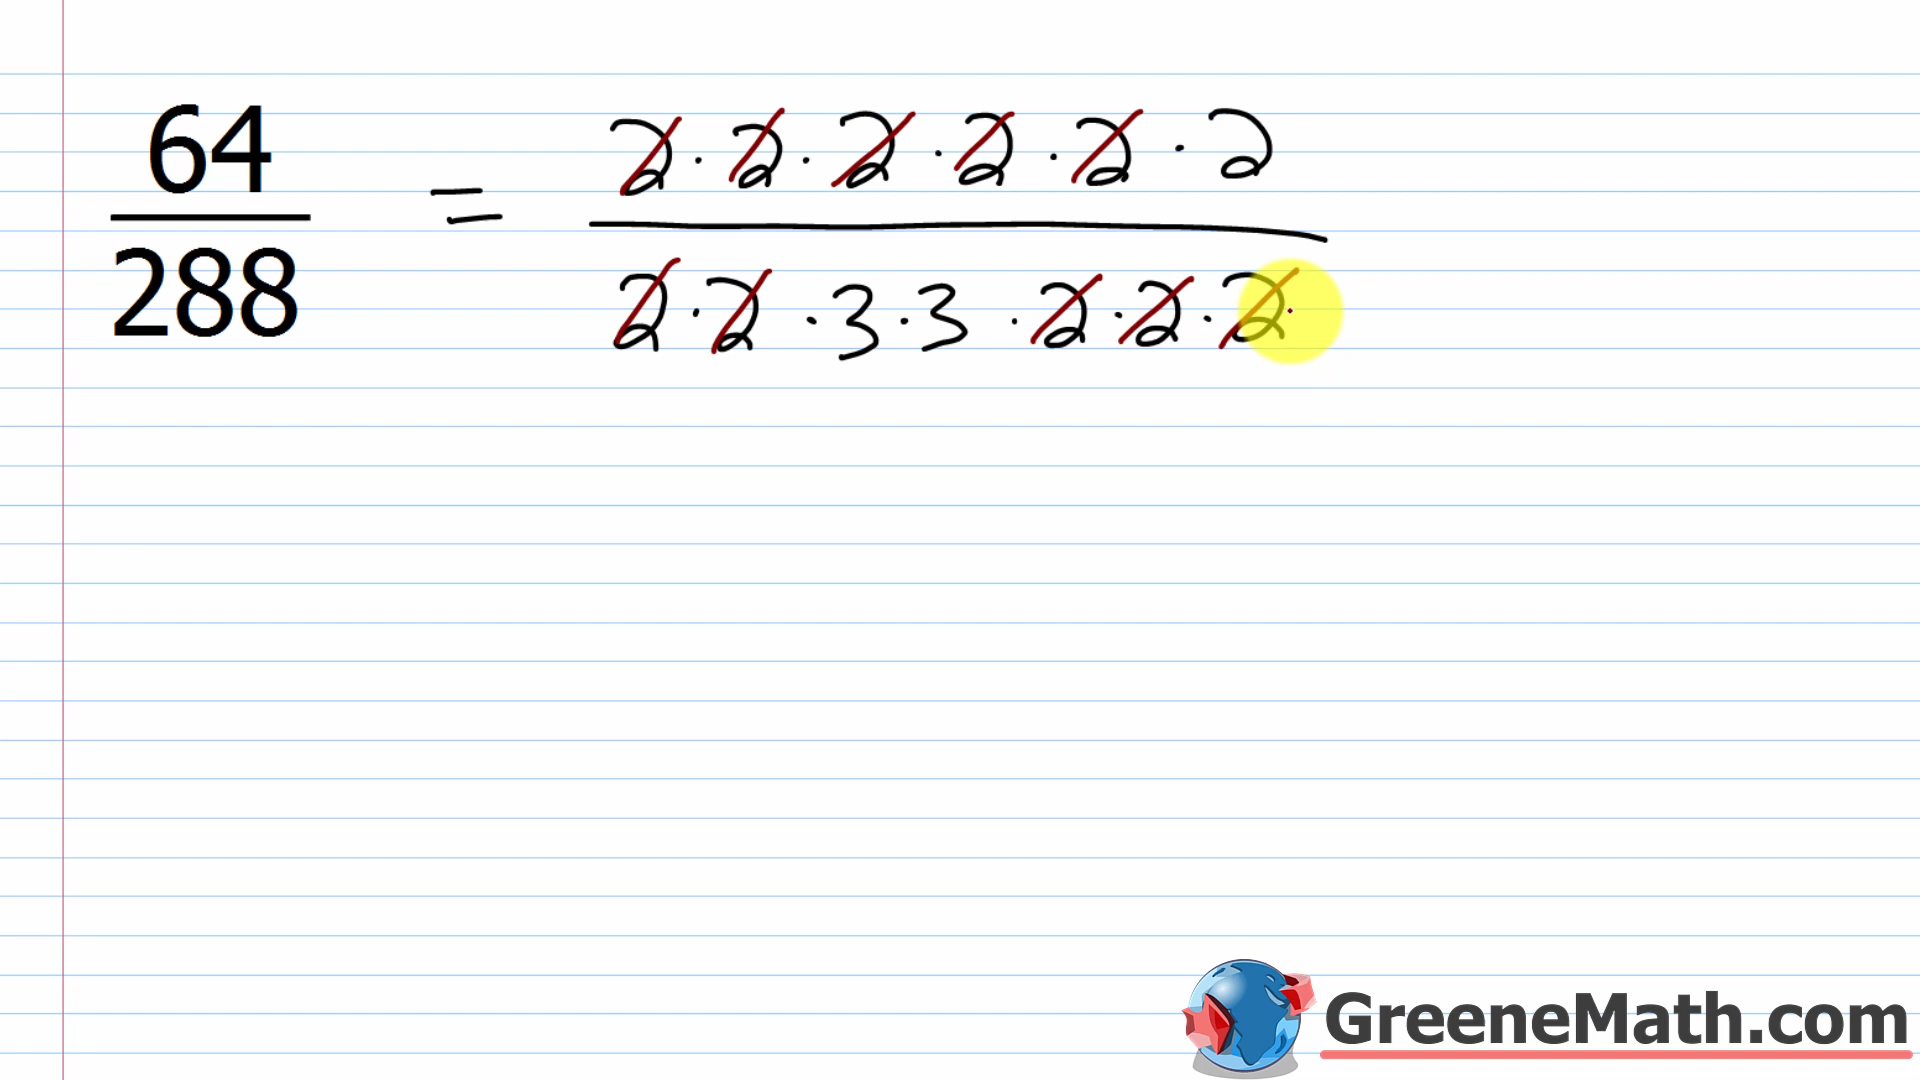 64
288
=
2 · 2 · 2 · 2 · 2 · 2
2 · 2 · 3 · 3 · 2 · 2 · 2
GreeneMath.com